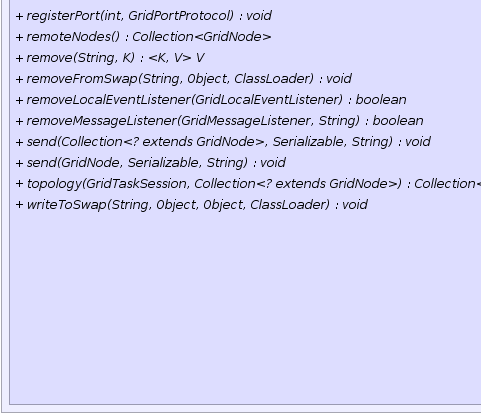 + registerPort(int, GridPortProtocol) : void
+ remoteNodes() : Collection<GridNode>
+ remove(String, K) : <K, V> V
+ removeFromSwap(String, Object, ClassLoader) : void
+ removeLocalEventListener(GridLocalEventListener) : boolean
+ removeMessageListener(GridMessageListener, String) : boolean
+ send(Collection<? extends GridNode>, Serializable, String) : void
+ send(GridNode, Serializable, String) : void
+ topology(GridTaskSession, Collection<? extends GridNode>) : Collection<
+ writeToSwap(String, Object, Object, ClassLoader) : void